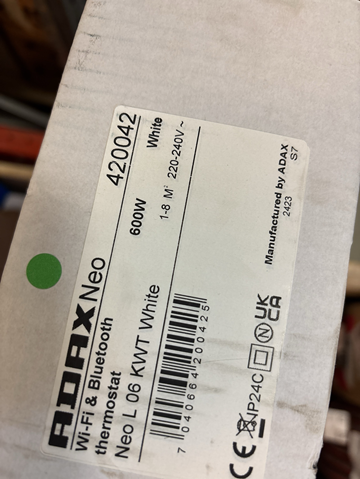 ADAX Neo 420042
Wi-Fi & Bluetooth
thermostat
600W White
Neo L 06 KWT White
1-8 M² 220-240V ~
7 040664 200425
CE IP24C N UK
CA
Manufactured by ADAX
2423 S7